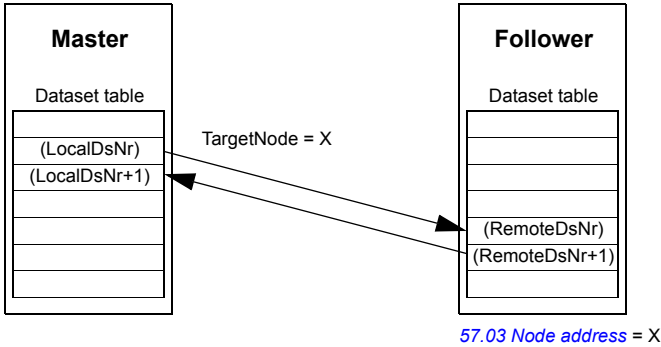 Master
Follower
Dataset table
Dataset table
TargetNode = X
(LocalDsNr)
(LocalDsNr+1)
(RemoteDsNr)
(RemoteDsNr+1)
57.03 Node address = X